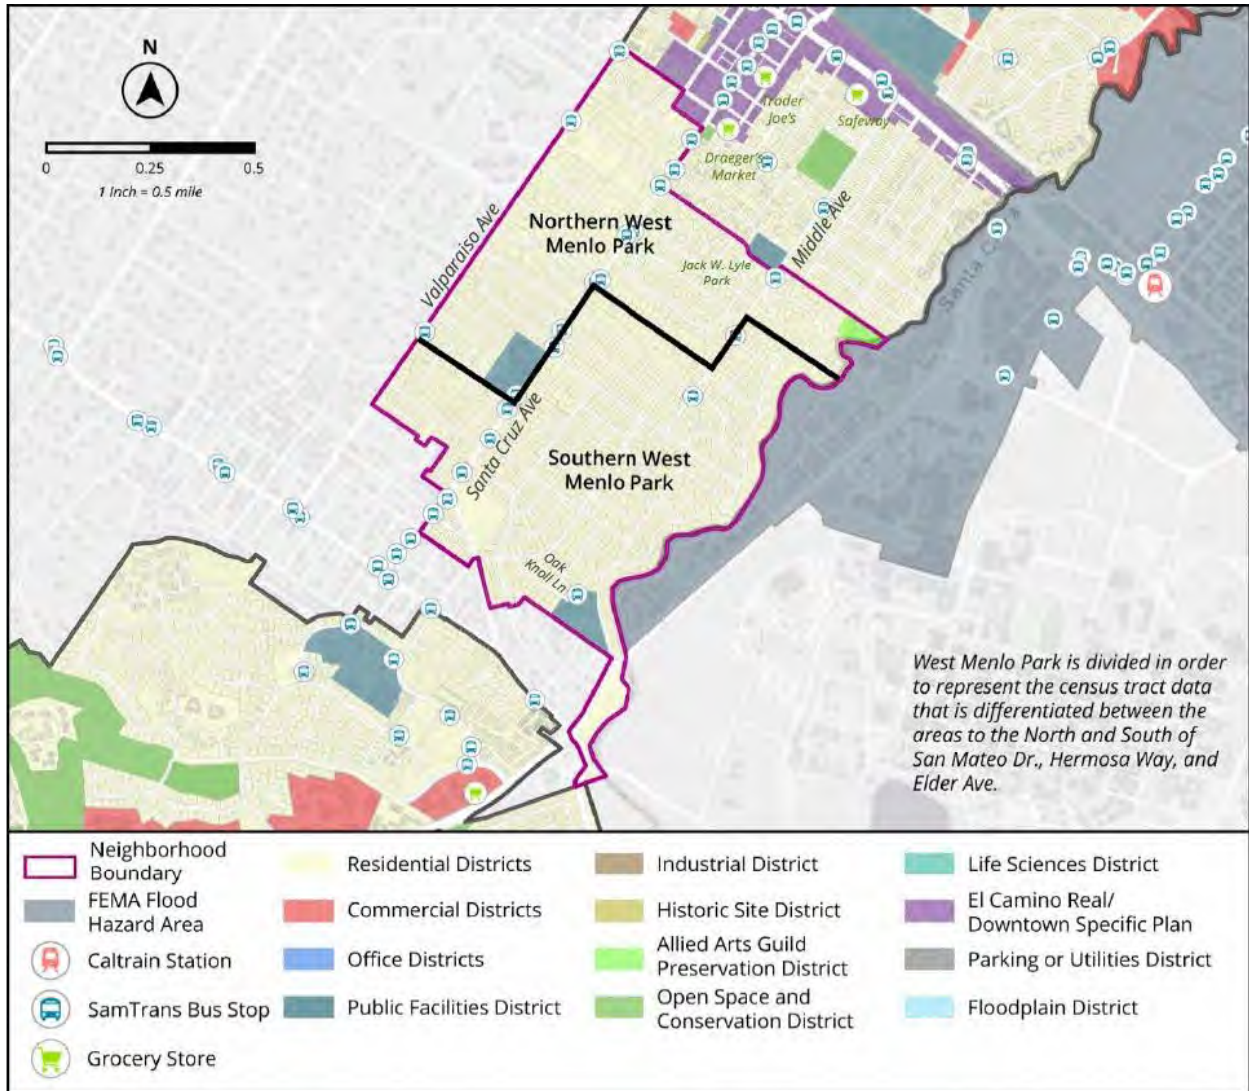 N
0
0.25
0.5
1 Inch = 0.5 mile
Trader
Joe's
Safeway
Draeger's
Market
Valparaiso Ave
Northern West
Menlo Park
Middle Ave
Jack W. Lyle
Park
Santa Cruz Ave
Southern West
Menlo Park
Oak
Knoll Ln
West Menlo Park is divided in order
to represent the census tract data
that is differentiated between the
areas to the North and South of
San Mateo Dr., Hermosa Way, and
Elder Ave.
Neighborhood
Boundary
FEMA Flood
Hazard Area
Caltrain Station
SamTrans Bus Stop
Grocery Store
Residential Districts
Commercial Districts
Office Districts
Public Facilities District
Industrial District
Historic Site District
Allied Arts Guild
Preservation District
Open Space and
Conservation District
Life Sciences District
El Camino Real/
Downtown Specific Plan
Parking or Utilities District
Floodplain District